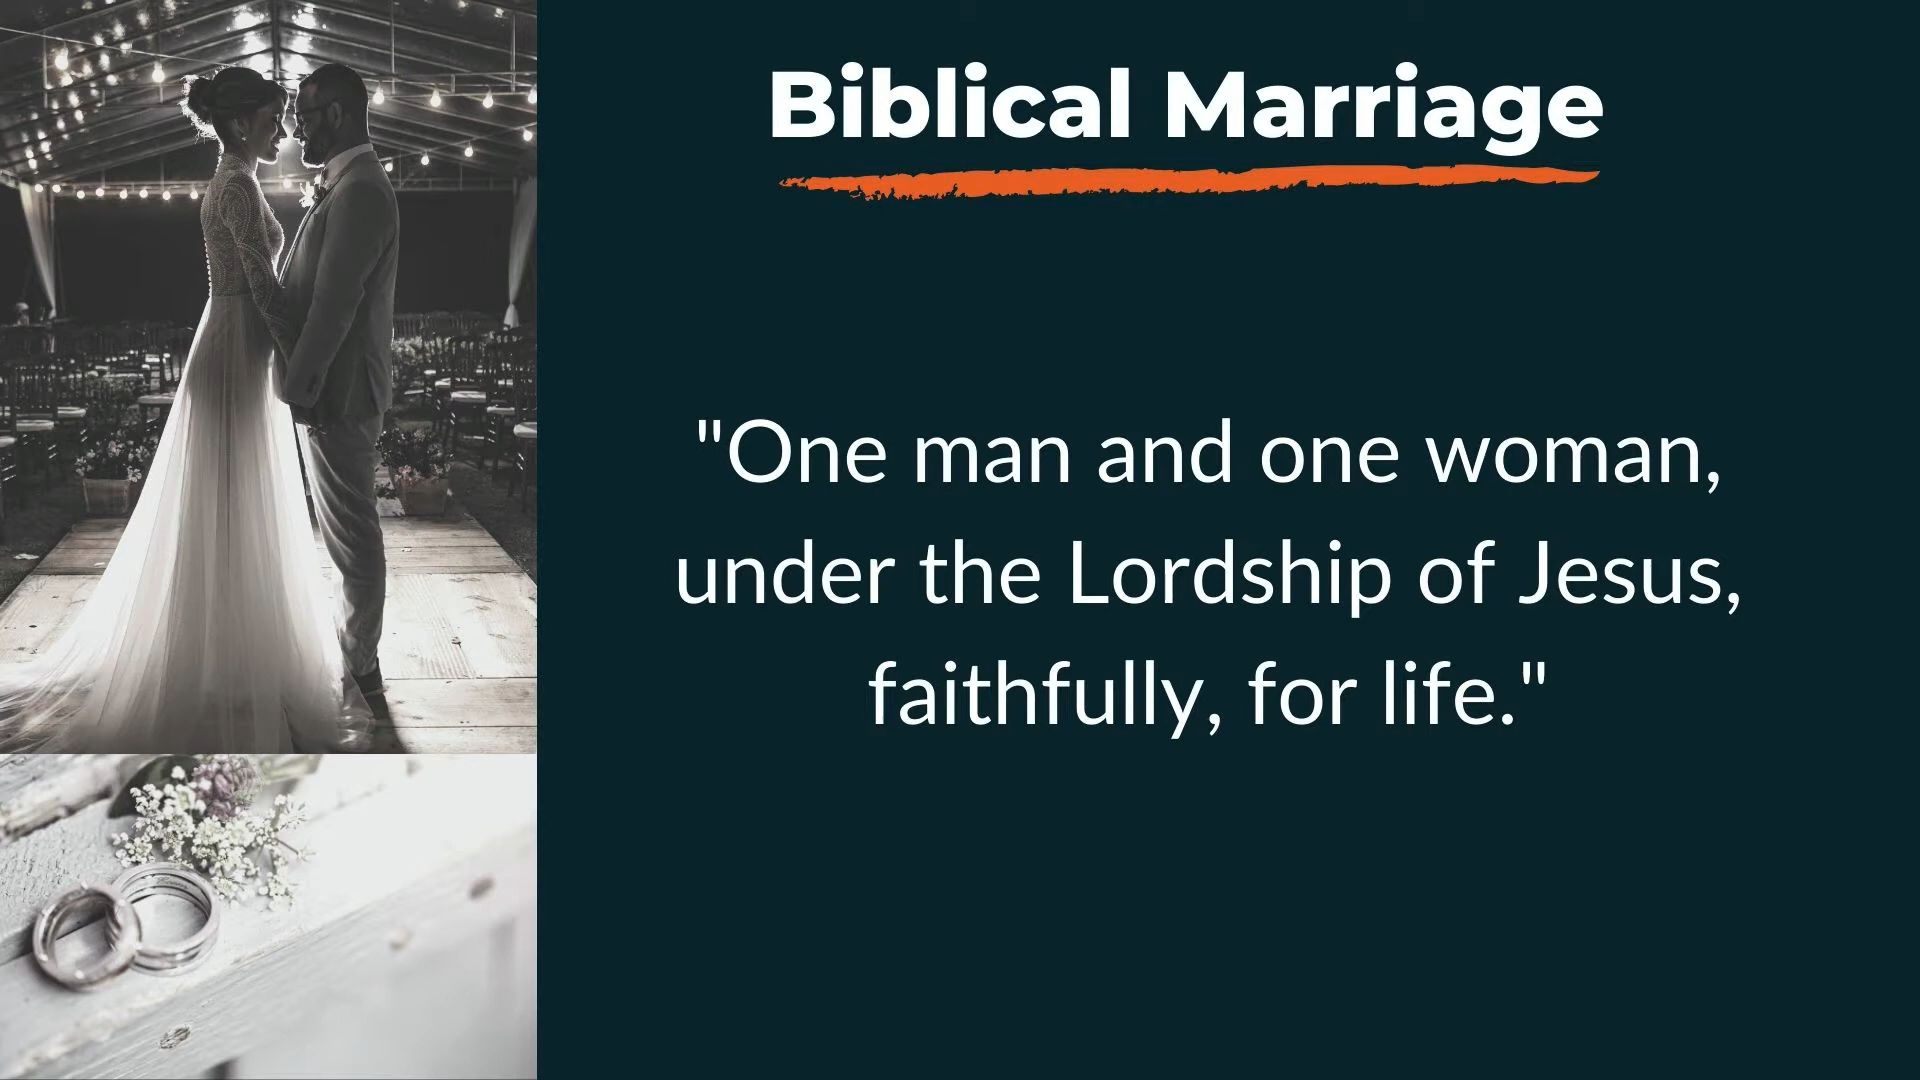 Biblical Marriage
"One man and one woman,
under the Lordship of Jesus,
faithfully, for life."